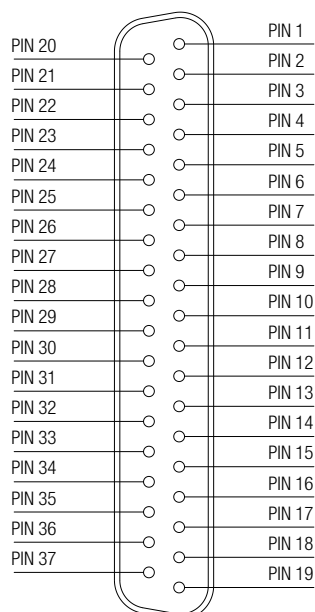 PIN 1
PIN 20
PIN 2
PIN 21
PIN 3
PIN 22
PIN 4
PIN 23
PIN 5
PIN 24
PIN 6
PIN 25
PIN 7
PIN 26
PIN 8
PIN 27
PIN 9
PIN 28
PIN 10
PIN 29
PIN 11
PIN 30
PIN 12
PIN 31
PIN 13
PIN 32
PIN 14
PIN 33
PIN 15
PIN 34
PIN 16
PIN 35
PIN 17
PIN 36
PIN 18
PIN 37
PIN 19